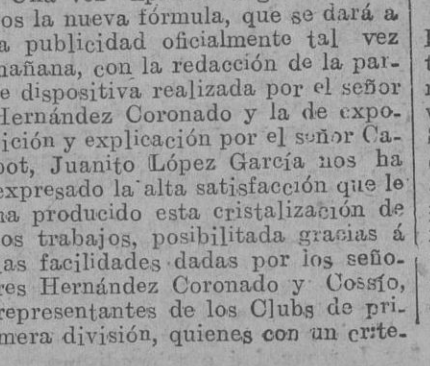 os la nueva fórmula, que se dará a
a publicidad oficialmente tal vez
mañana, con la redacción de la par-
e dispositiva realizada por el señor
Hernández Coronado y la de expo-
ición y explicación por el señor Ca-
bot, Juanito López García nos ha
expresado la alta satisfacción que le
ha producido esta cristalización de
os trabajos, posibilitada gracias á
las facilidades dadas por los seño-
res Hernández Coronado y Cossío,
representantes de los Clubs de pri-
mera división, quienes con un crite-